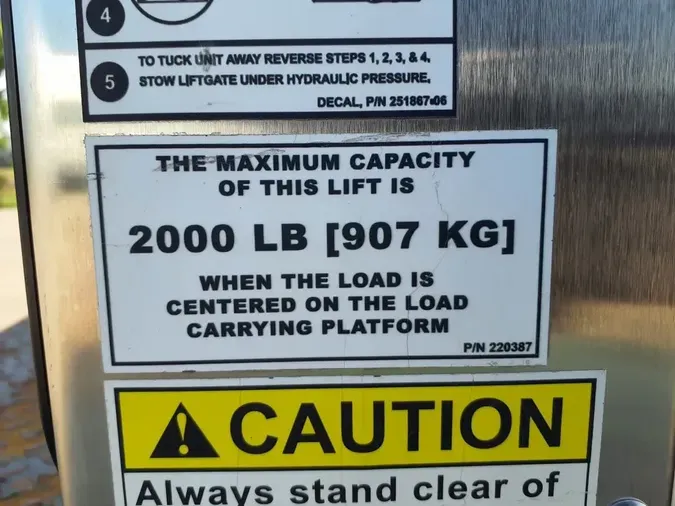 4
TO TUCK UNIT AWAY REVERSE STEPS 1, 2, 3, & 4,
5
STOW LIFTGATE UNDER HYDRAULIC PRESSURE,
DECAL, P/N 251867-06
THE MAXIMUM CAPACITY
OF THIS LIFT IS
2000 LB [907 KG]
WHEN THE LOAD IS
CENTERED ON THE LOAD
CARRYING PLATFORM
P/N 220387
CAUTION
Always stand clear of